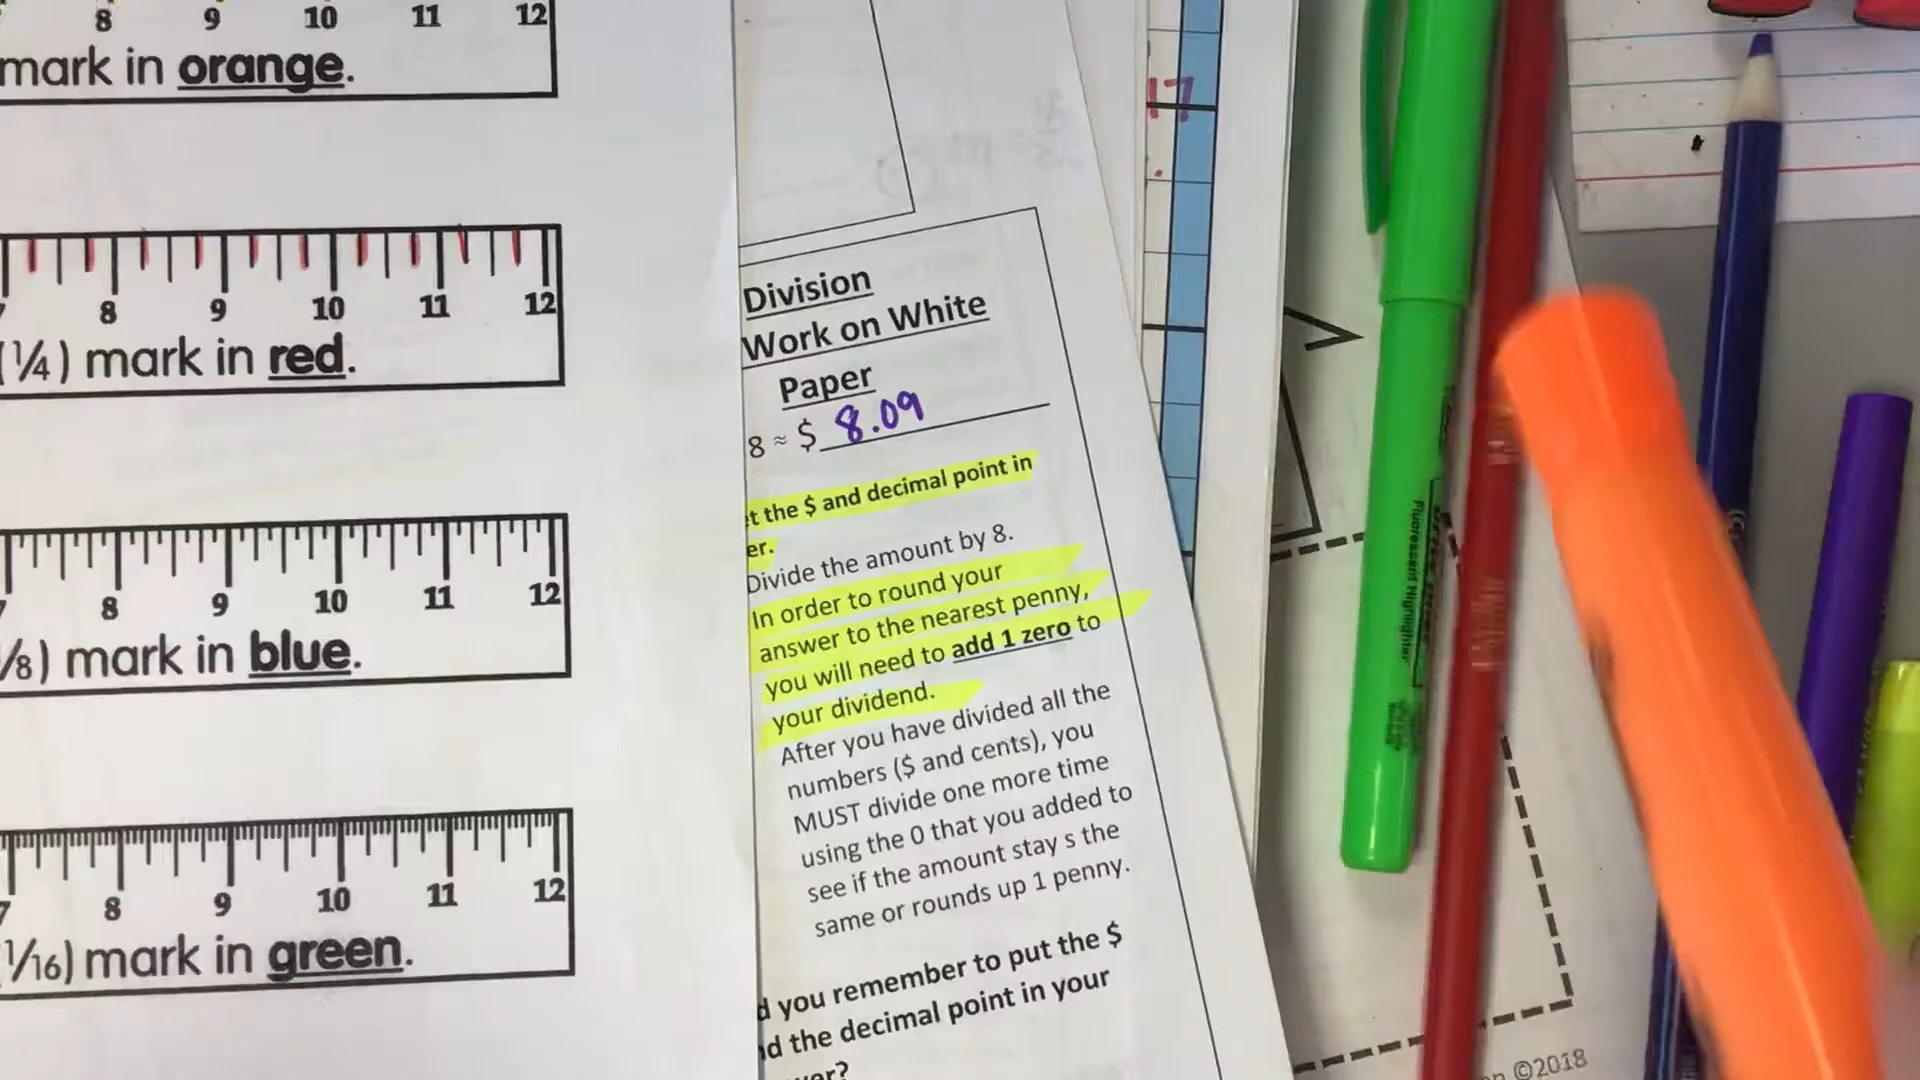 8 9 10 11 12
mark in orange.
8 9 10 11 12
(1/4) mark in red.
8 9 10 11 12
/8) mark in blue.
7 8 9 10 11 12
1/16) mark in green.
Division
Work on White
Paper
8 ≈ $ 8.09
t the $ and decimal point in
er.
Divide the amount by 8.
In order to round your
answer to the nearest penny,
you will need to add 1 zero to
your dividend.
After you have divided all the
numbers ($ and cents), you
MUST divide one more time
using the 0 that you added to
see if the amount stay s the
same or rounds up 1 penny.
d you remember to put the $
nd the decimal point in your
wer?
17
.
>
Fluorescent Highlighter
©2018